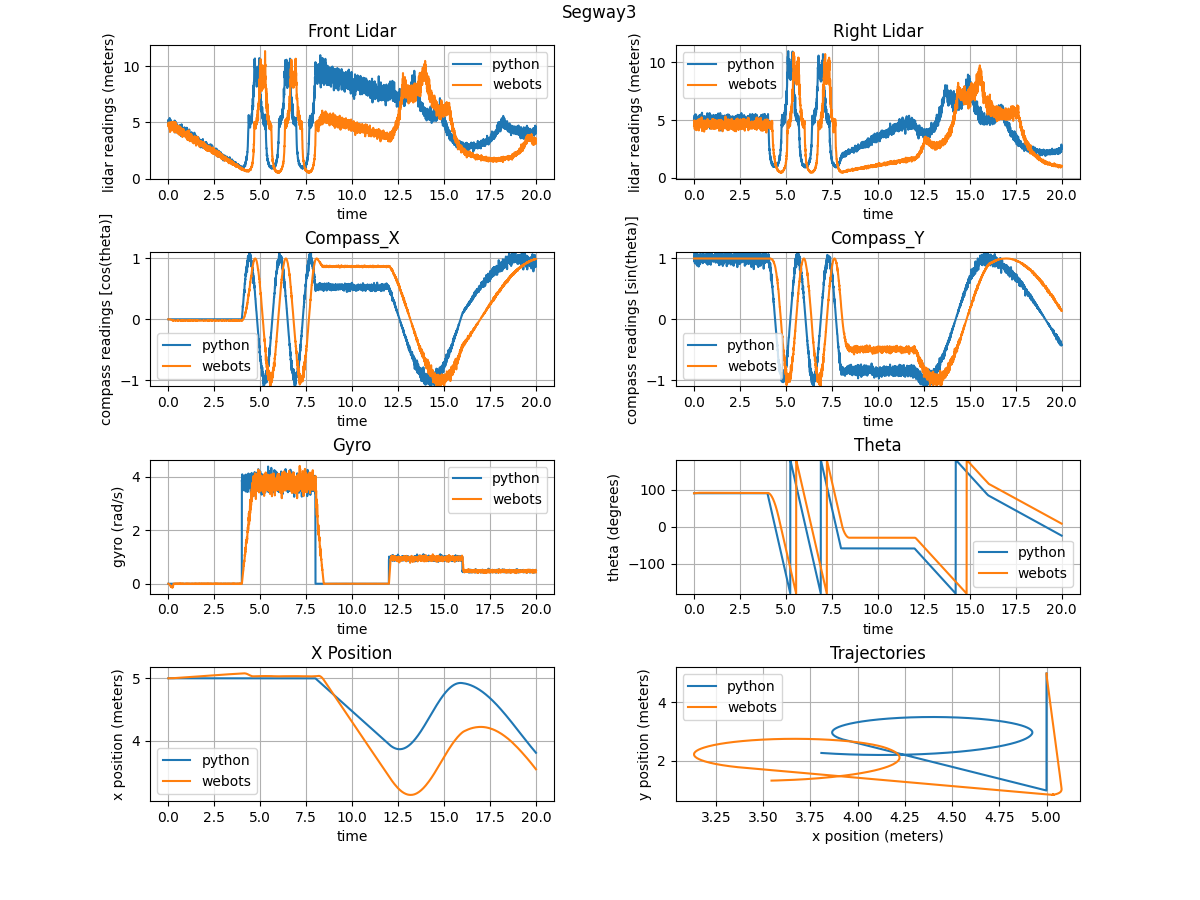 Segway3
Front Lidar
lidar readings (meters)
10
5
0
python
webots
0.0 2.5 5.0 7.5 10.0 12.5 15.0 17.5 20.0
time
Right Lidar
lidar readings (meters)
10
5
0
python
webots
0.0 2.5 5.0 7.5 10.0 12.5 15.0 17.5 20.0
time
Compass_X
compass readings [cos(theta)]
1
0
−1
python
webots
0.0 2.5 5.0 7.5 10.0 12.5 15.0 17.5 20.0
time
Compass_Y
compass readings [sin(theta)]
1
0
−1
python
webots
0.0 2.5 5.0 7.5 10.0 12.5 15.0 17.5 20.0
time
Gyro
gyro (rad/s)
4
2
0
python
webots
0.0 2.5 5.0 7.5 10.0 12.5 15.0 17.5 20.0
time
Theta
theta (degrees)
100
0
−100
python
webots
0.0 2.5 5.0 7.5 10.0 12.5 15.0 17.5 20.0
time
X Position
x position (meters)
5
4
python
webots
0.0 2.5 5.0 7.5 10.0 12.5 15.0 17.5 20.0
time
Trajectories
y position (meters)
4
2
python
webots
3.25 3.50 3.75 4.00 4.25 4.50 4.75 5.00
x position (meters)